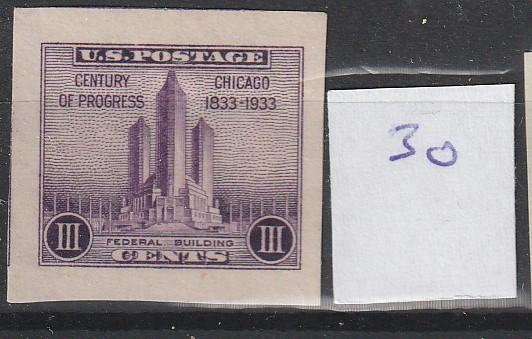 U.S. POSTAGE
CENTURY OF PROGRESS
CHICAGO 1833-1933
III
III
FEDERAL BUILDING
CENTS
30